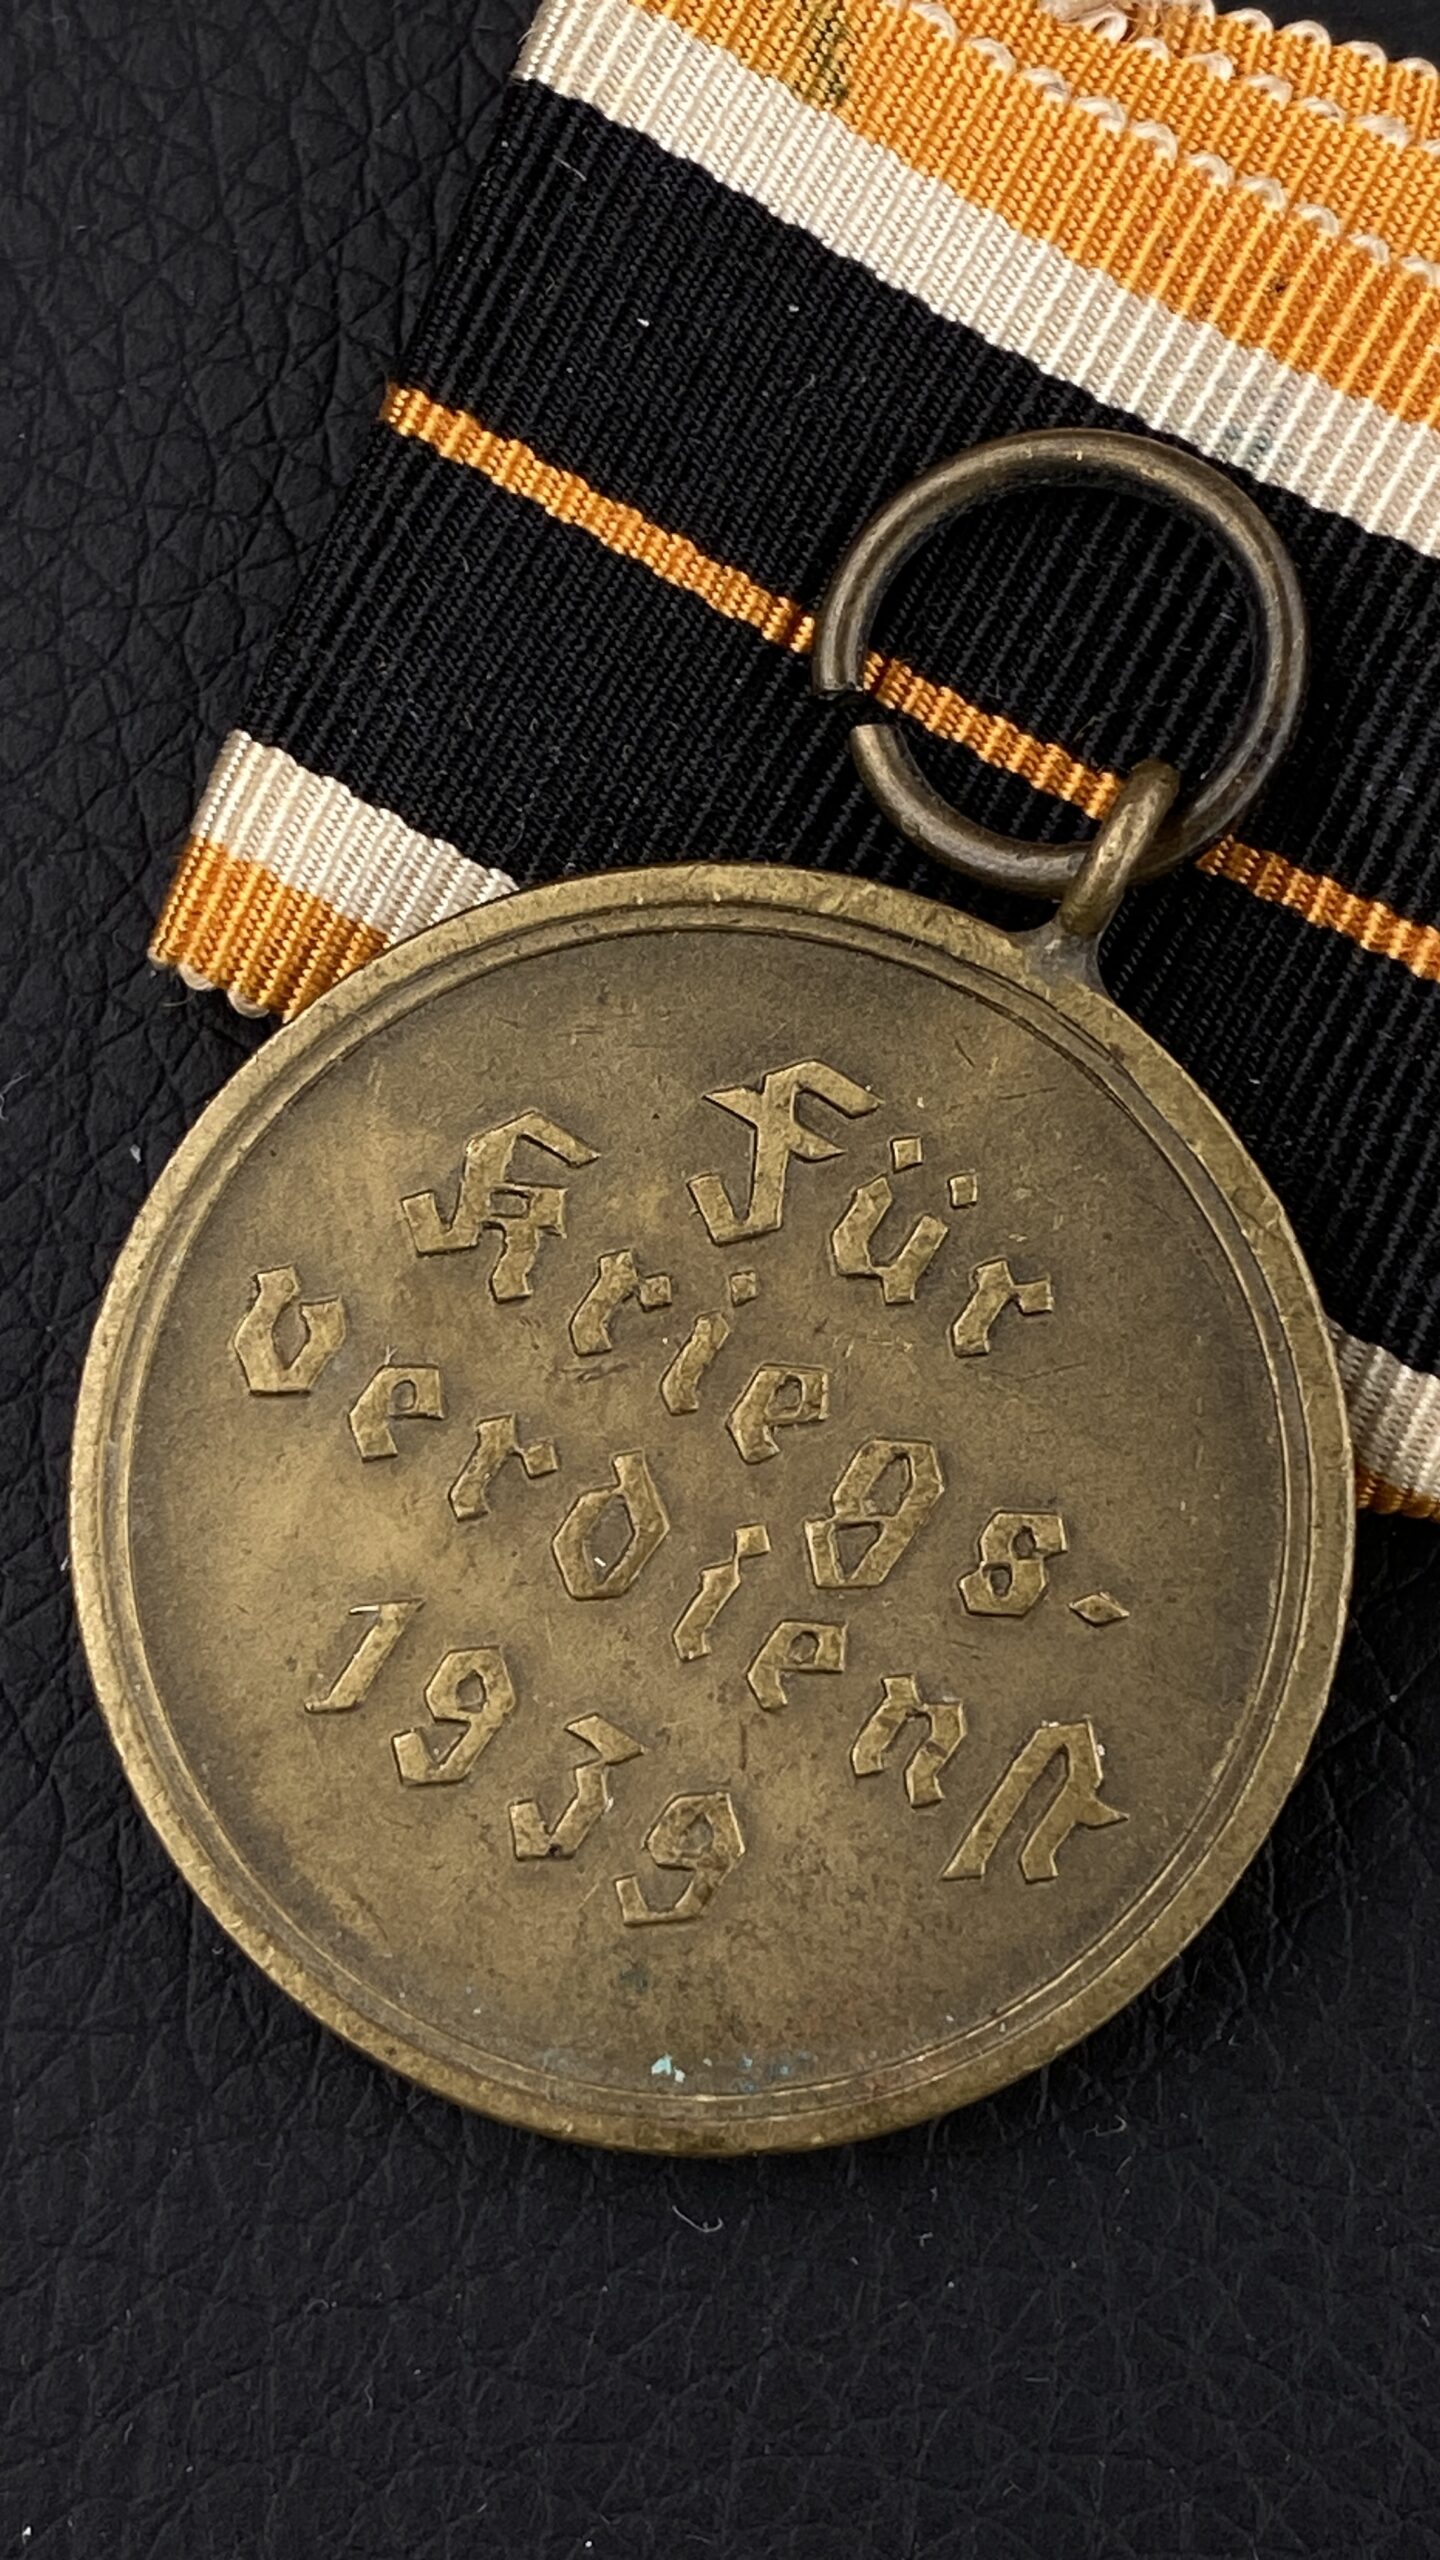 Für
Kriegs-
verdienst
1939